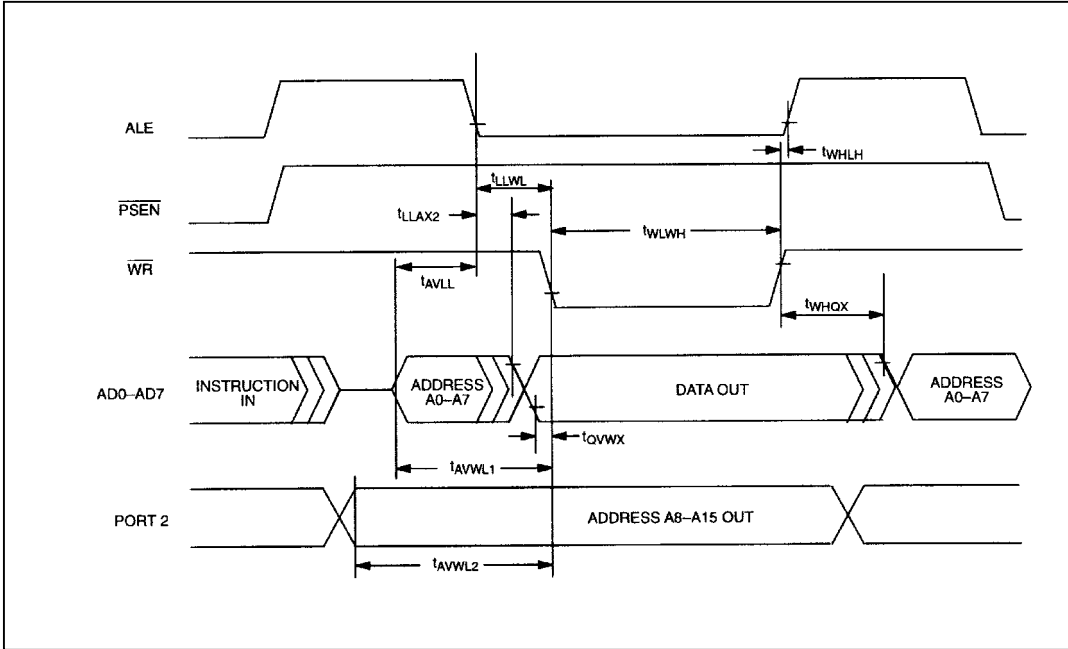 ALE
tWHLH
tLLWL
PSEN
tLLAX2
tWLWH
WR
tAVLL
tWHQX
AD0–AD7
INSTRUCTION
IN
ADDRESS
A0–A7
DATA OUT
ADDRESS
A0–A7
tQVWX
tAVWL1
PORT 2
ADDRESS A8–A15 OUT
tAVWL2